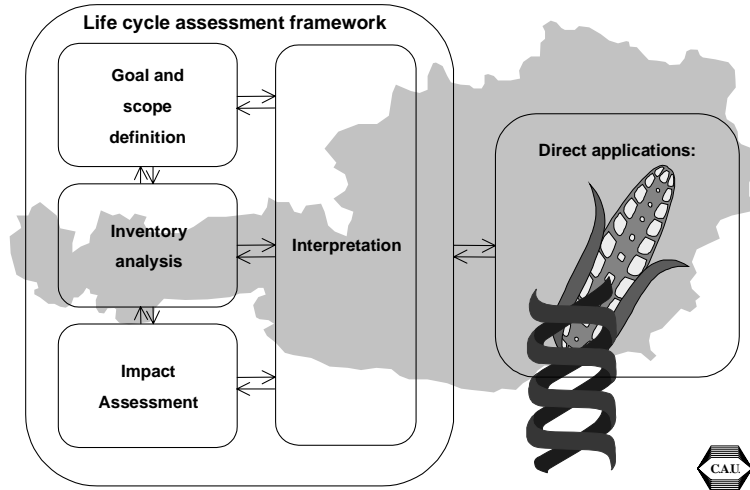 Life cycle assessment framework
Goal and
scope
definition
Inventory
analysis
Impact
Assessment
Interpretation
Direct applications:
C.A.U.